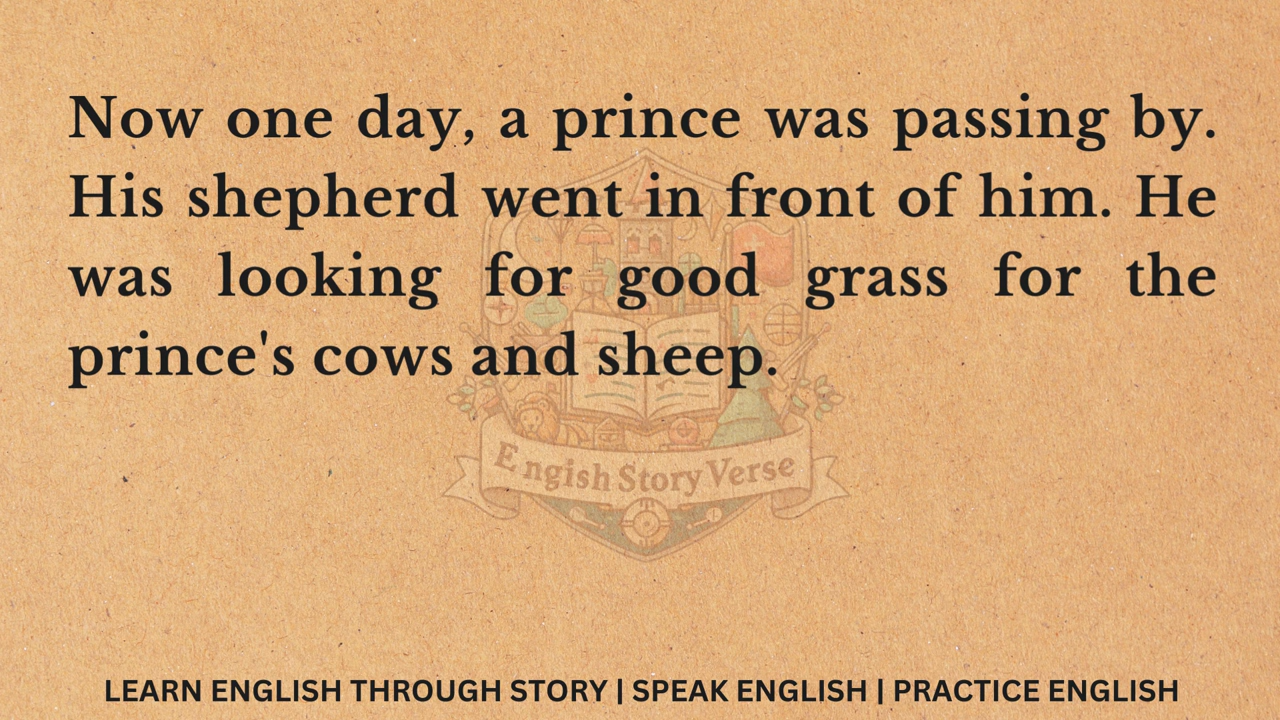 Now one day, a prince was passing by.
His shepherd went in front of him. He
was looking for good grass for the
prince's cows and sheep.
Engish Story Verse
LEARN ENGLISH THROUGH STORY | SPEAK ENGLISH | PRACTICE ENGLISH